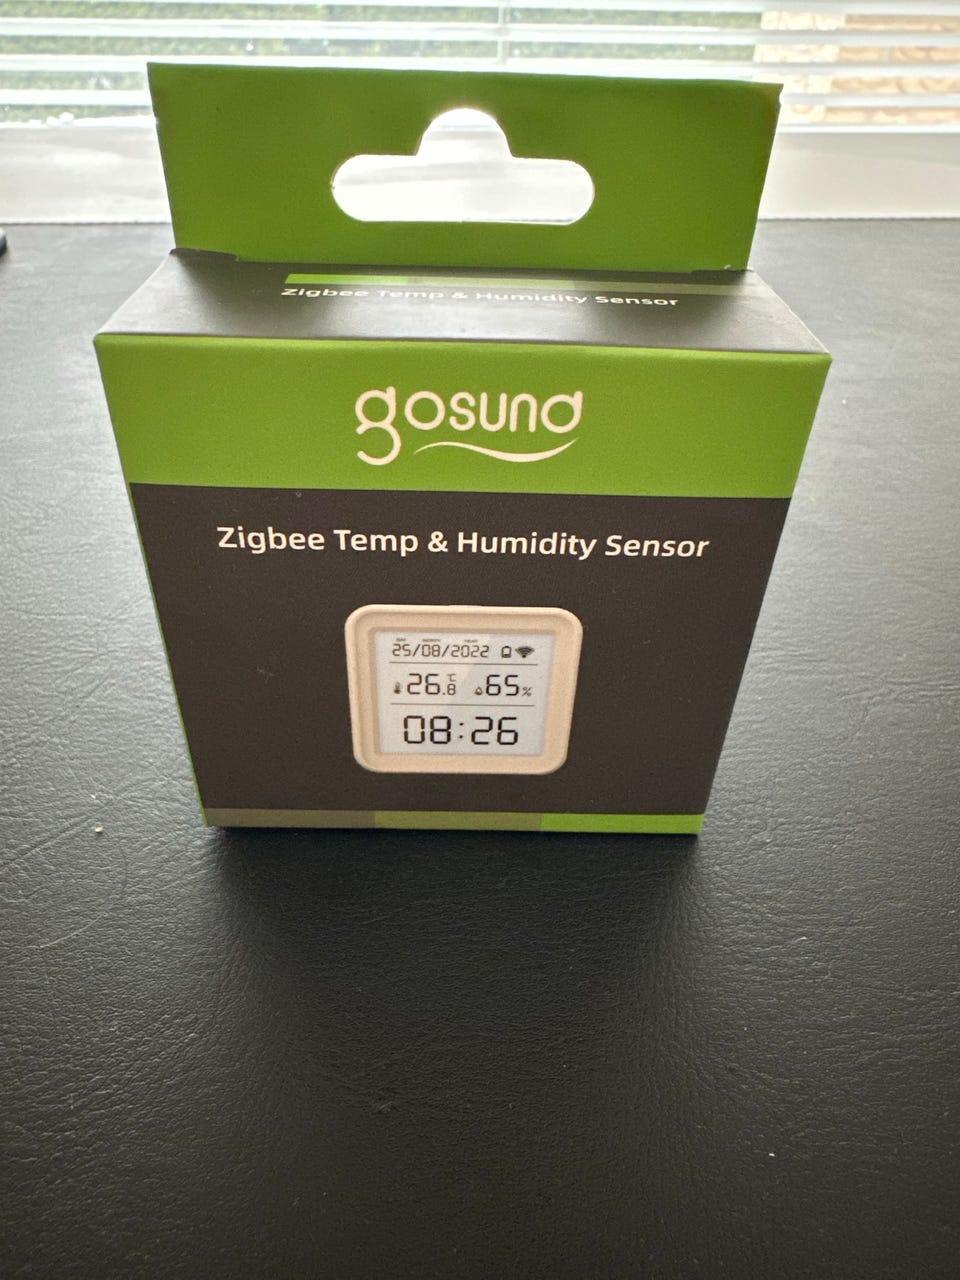 Zigbee Temp & Humidity Sensor
gosund
Zigbee Temp & Humidity Sensor
DAY MONTH YEAR
25/08/2022
26.8 ℃ 65%
08:26